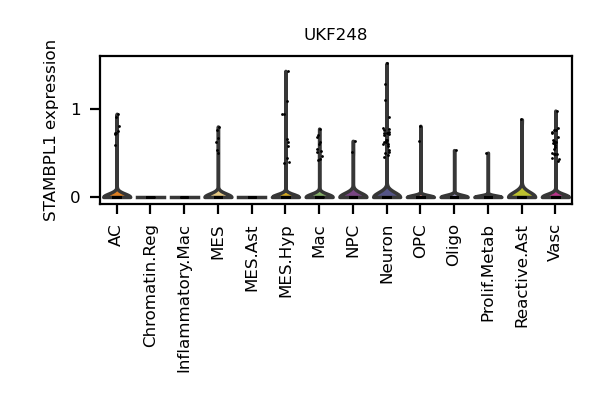 UKF248
STAMBPL1 expression
1
0
AC
Chromatin.Reg
Inflammatory.Mac
MES
MES.Ast
MES.Hyp
Mac
NPC
Neuron
OPC
Oligo
Prolif.Metab
Reactive.Ast
Vasc